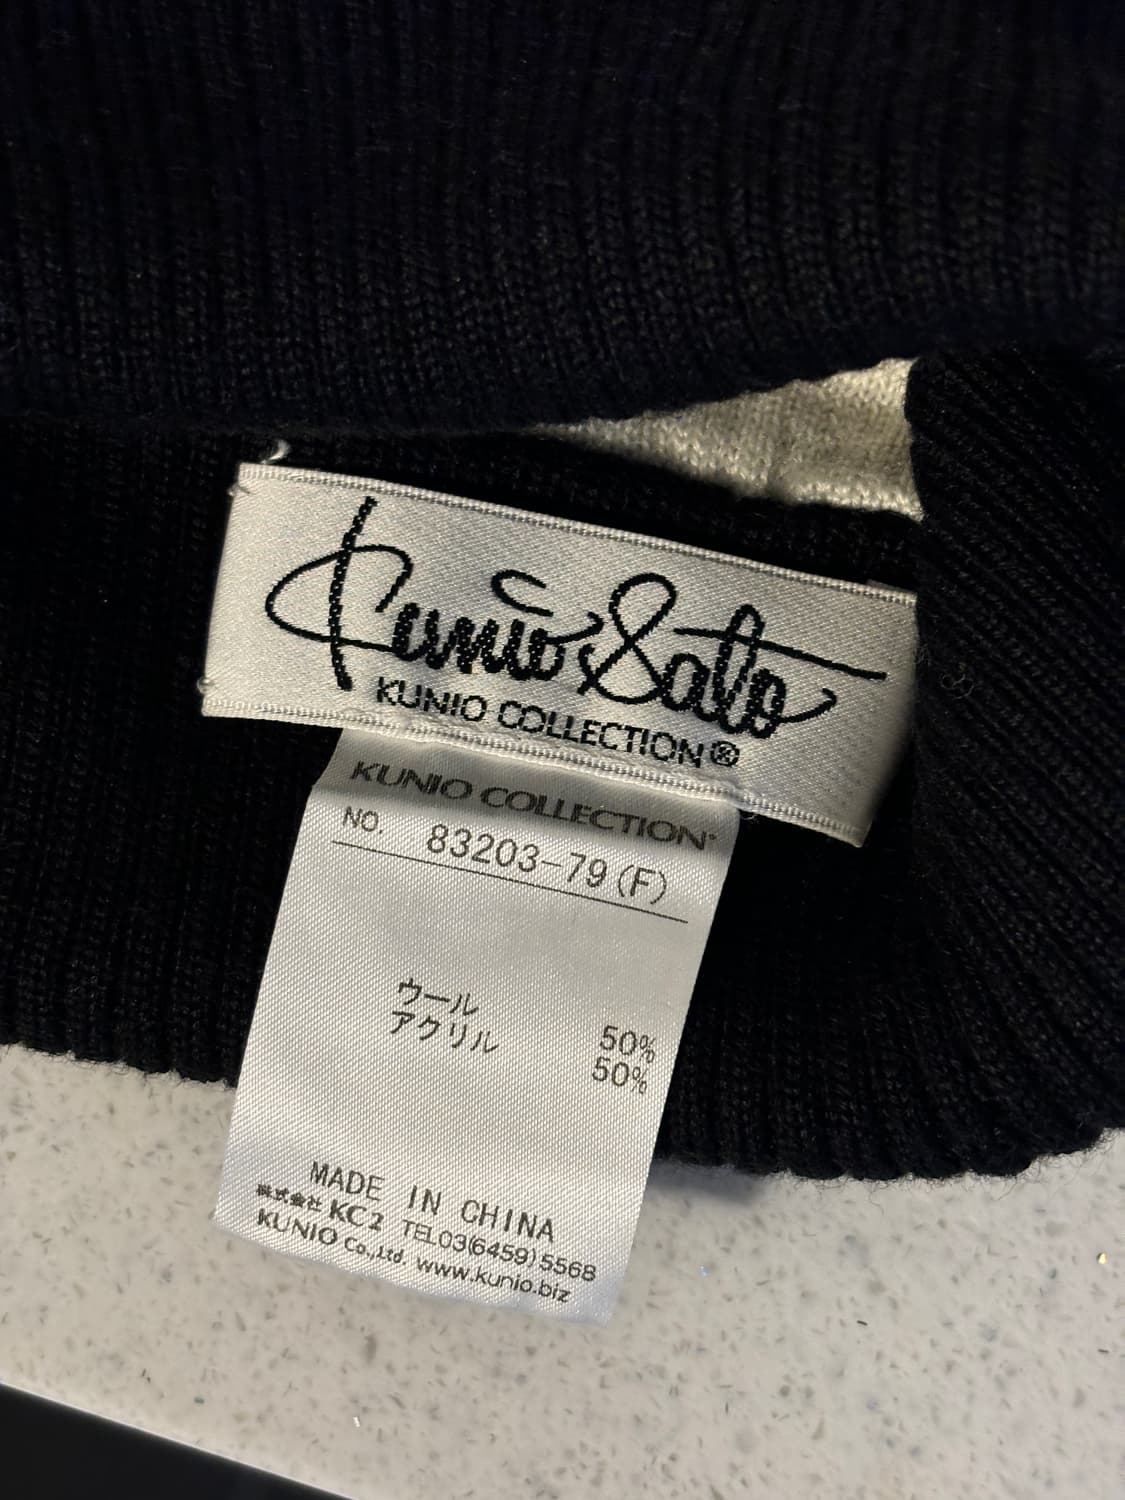 Kunio Sato
KUNIO COLLECTION®
KUNIO COLLECTION®
NO. 83203-79(F)
ウール 50%
アクリル 50%
MADE IN CHINA
株式会社 KC2 TEL03(6459)5568
KUNIO Co.,Ltd. www.kunio.biz